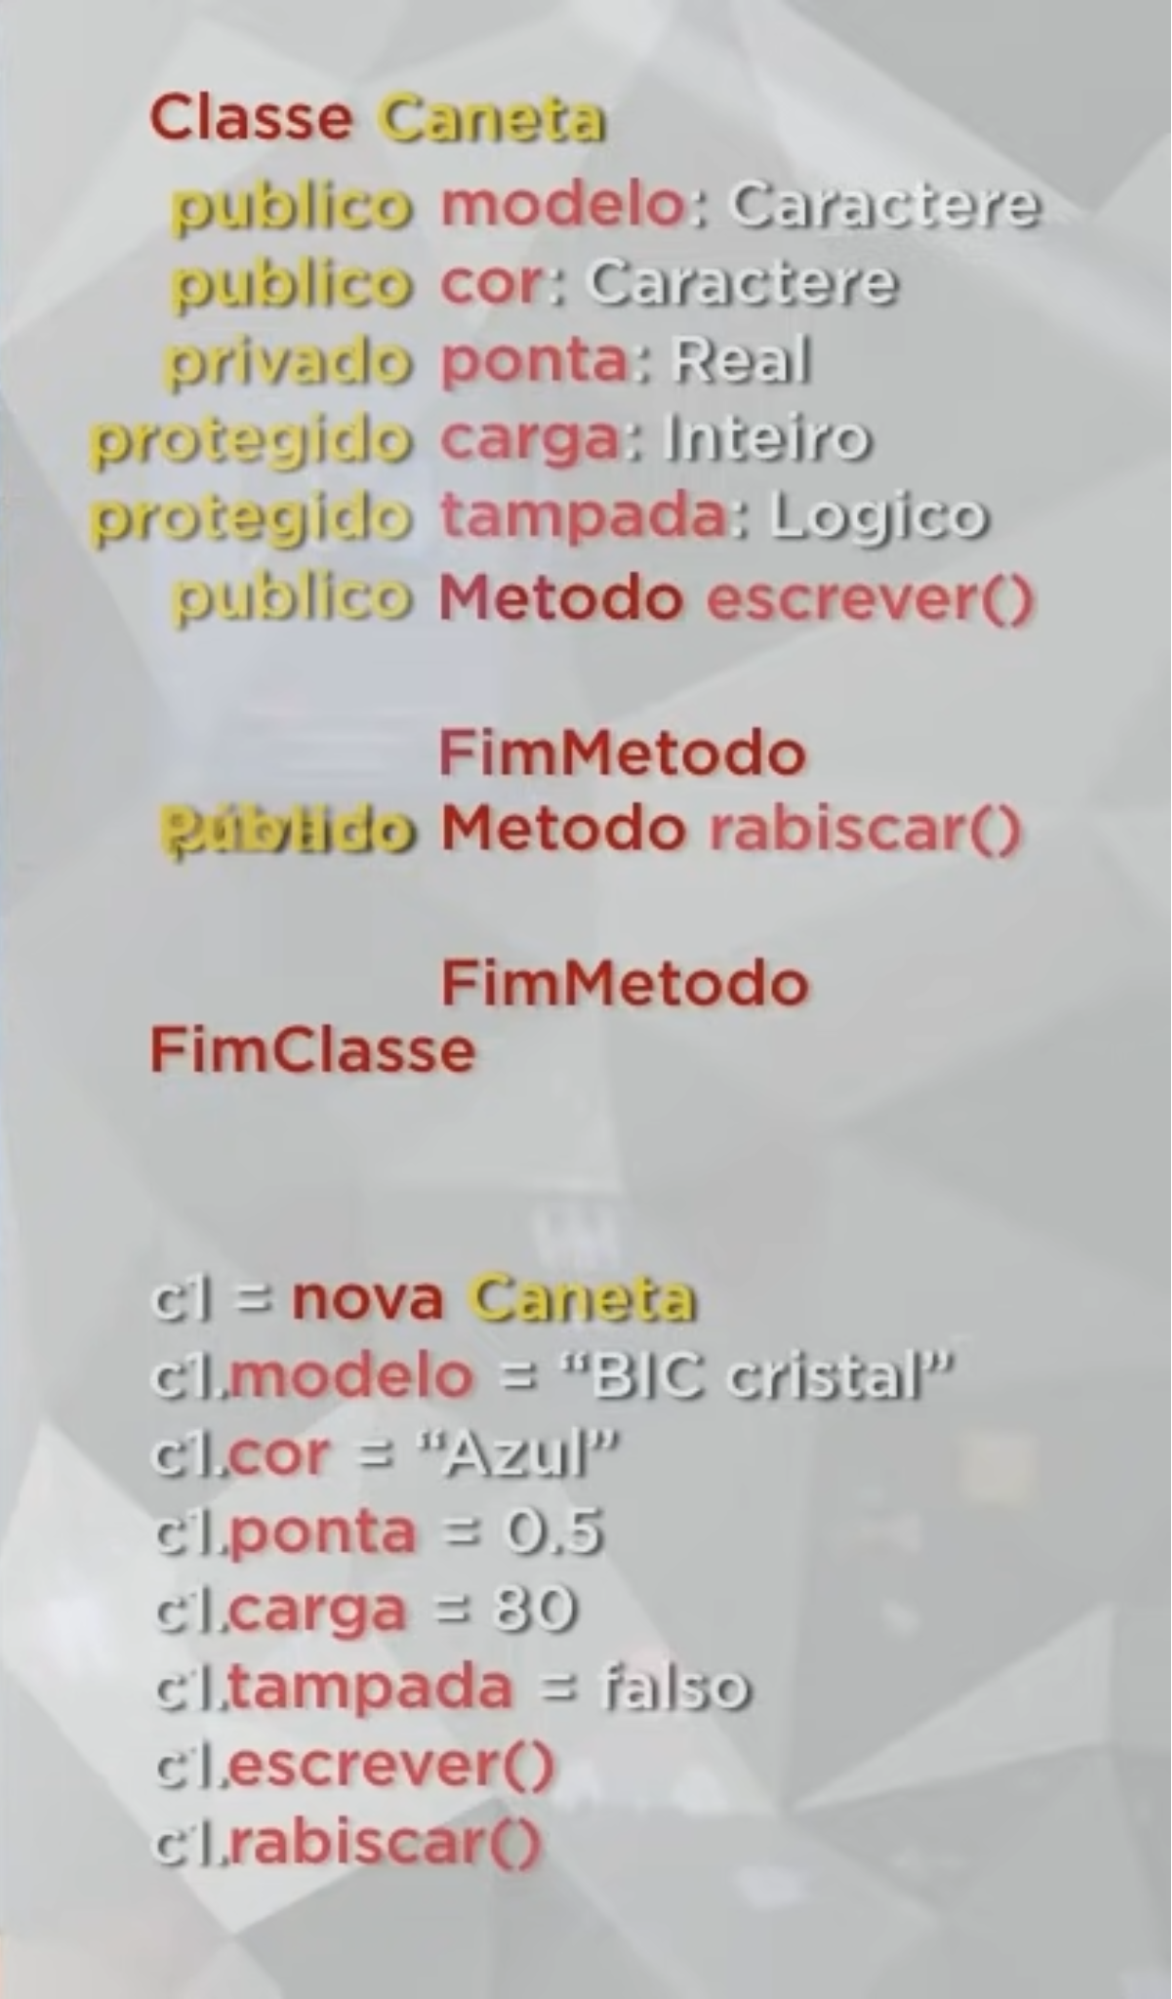 Classe Caneta
publico modelo: Caractere
publico cor: Caractere
privado ponta: Real
protegido carga: Inteiro
protegido tampada: Logico
publico Metodo escrever()
FimMetodo
Metodo rabiscar()
FimMetodo
FimClasse
c1 = nova Caneta
c1.modelo = “BIC cristal”
c1.cor = “Azul”
c1.ponta = 0.5
c1.carga = 80
c1.tampada = falso
c1.escrever()
c1.rabiscar()